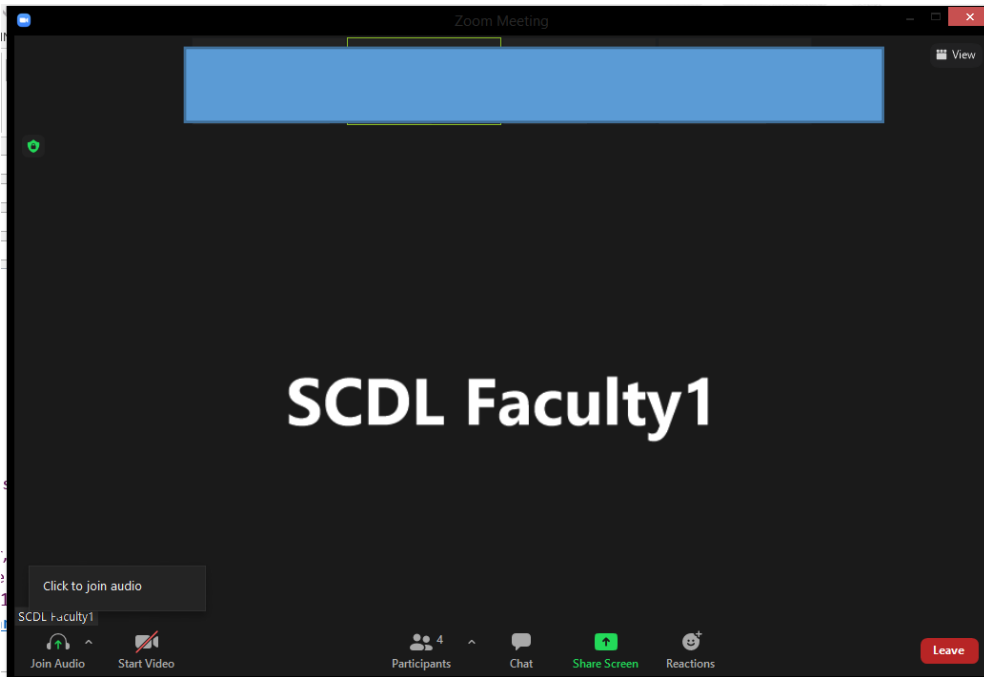 Zoom Meeting
View
SCDL Faculty1
Click to join audio
SCDL Faculty1
4
Join Audio Start Video Participants Chat Share Screen Reactions Leave